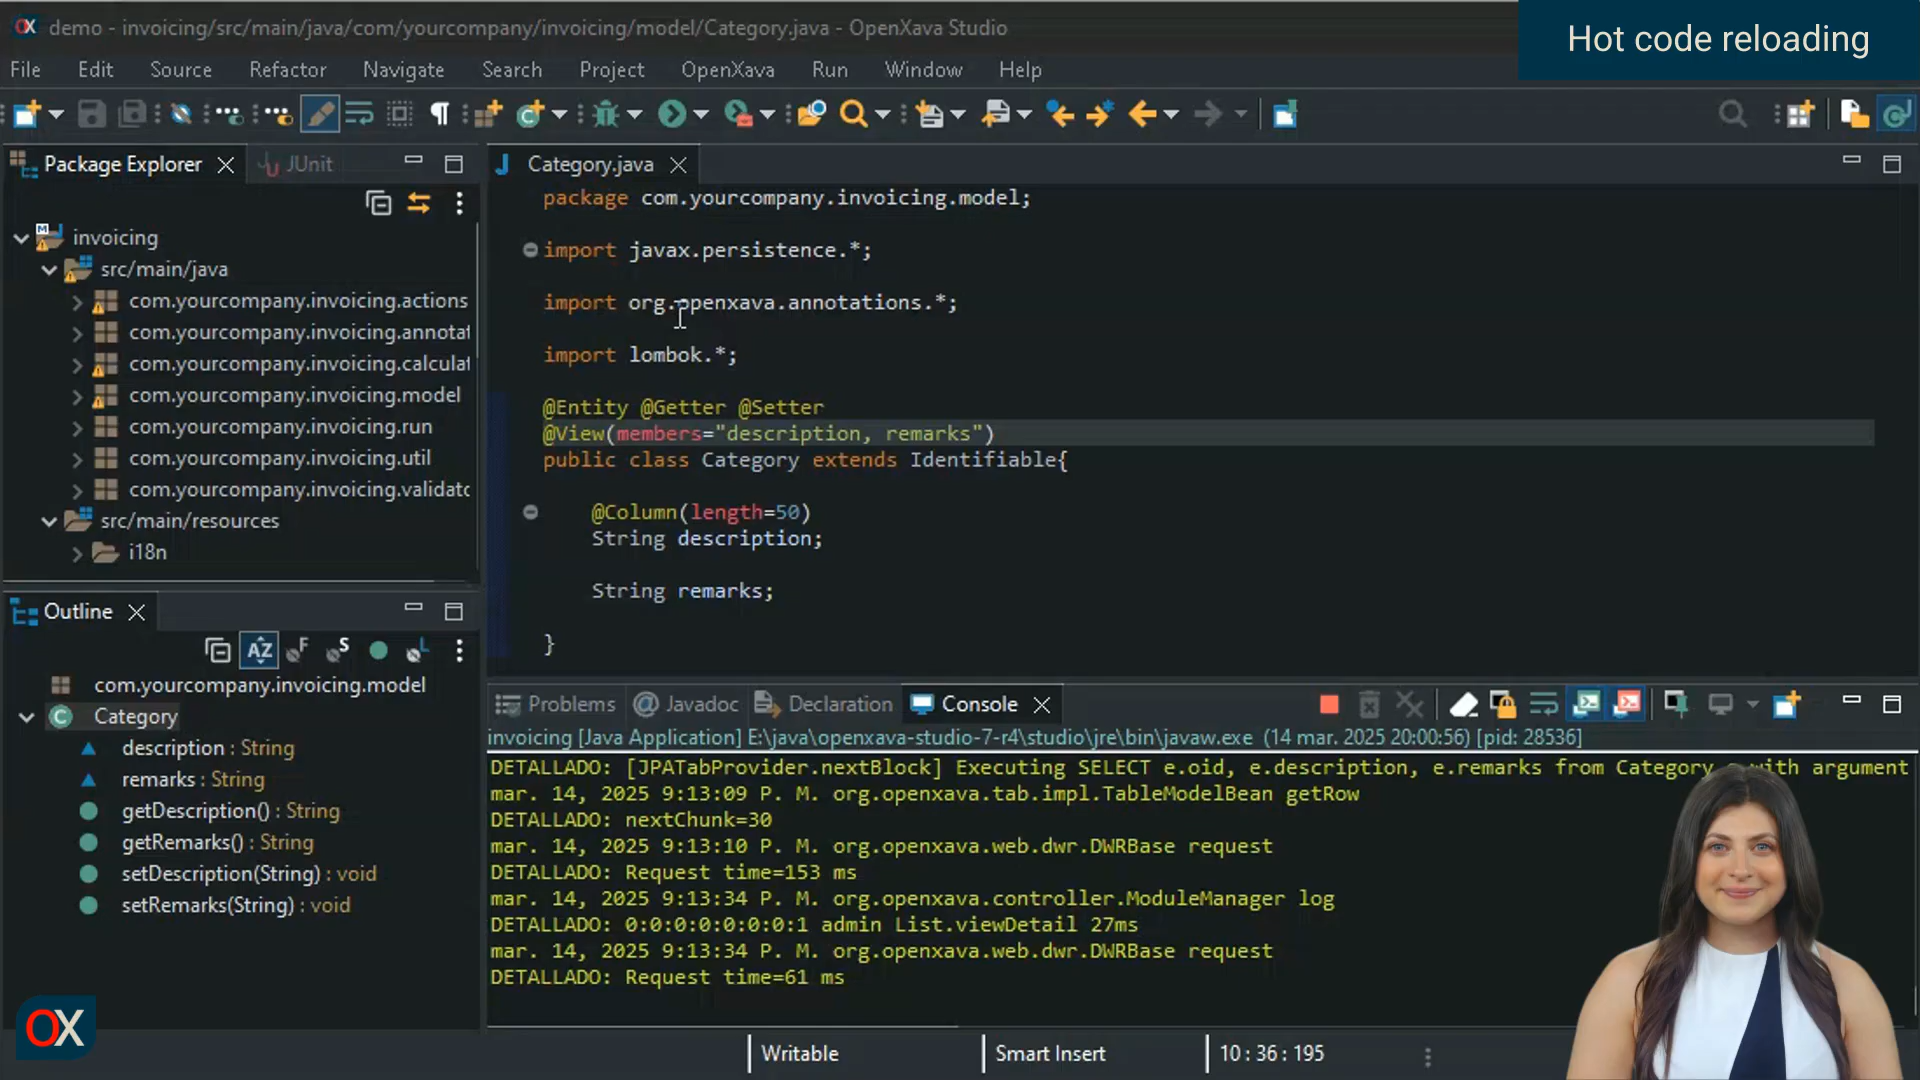 demo - invoicing/src/main/java/com/yourcompany/invoicing/model/Category.java - OpenXava Studio
Hot code reloading
File Edit Source Refactor Navigate Search Project OpenXava Run Window Help
Package Explorer
JUnit
invoicing
src/main/java
com.yourcompany.invoicing.actions
com.yourcompany.invoicing.annotat
com.yourcompany.invoicing.calculat
com.yourcompany.invoicing.model
com.yourcompany.invoicing.run
com.yourcompany.invoicing.util
com.yourcompany.invoicing.validato
src/main/resources
i18n
Category.java
package com.yourcompany.invoicing.model;
import javax.persistence.*;
import org.openxava.annotations.*;
import lombok.*;
@Entity @Getter @Setter
@View(members="description, remarks")
public class Category extends Identifiable{
@Column(length=50)
String description;
String remarks;
}
Outline
com.yourcompany.invoicing.model
Category
description : String
remarks : String
getDescription() : String
getRemarks() : String
setDescription(String) : void
setRemarks(String) : void
Problems
Javadoc
Declaration
Console
invoicing [Java Application] E:\java\openxava-studio-7-r4\studio\jre\bin\javaw.exe (14 mar. 2025 20:00:56) [pid: 28536]
DETALLADO: [JPATabProvider.nextBlock] Executing SELECT e.oid, e.description, e.remarks from Category e with argument
mar. 14, 2025 9:13:09 P. M. org.openxava.tab.impl.TableModelBean getRow
DETALLADO: nextChunk=30
mar. 14, 2025 9:13:10 P. M. org.openxava.web.dwr.DWRBase request
DETALLADO: Request time=153 ms
mar. 14, 2025 9:13:34 P. M. org.openxava.controller.ModuleManager log
DETALLADO: 0:0:0:0:0:0:0:1 admin List.viewDetail 27ms
mar. 14, 2025 9:13:34 P. M. org.openxava.web.dwr.DWRBase request
DETALLADO: Request time=61 ms
OX
Writable
Smart Insert
10 : 36 : 195